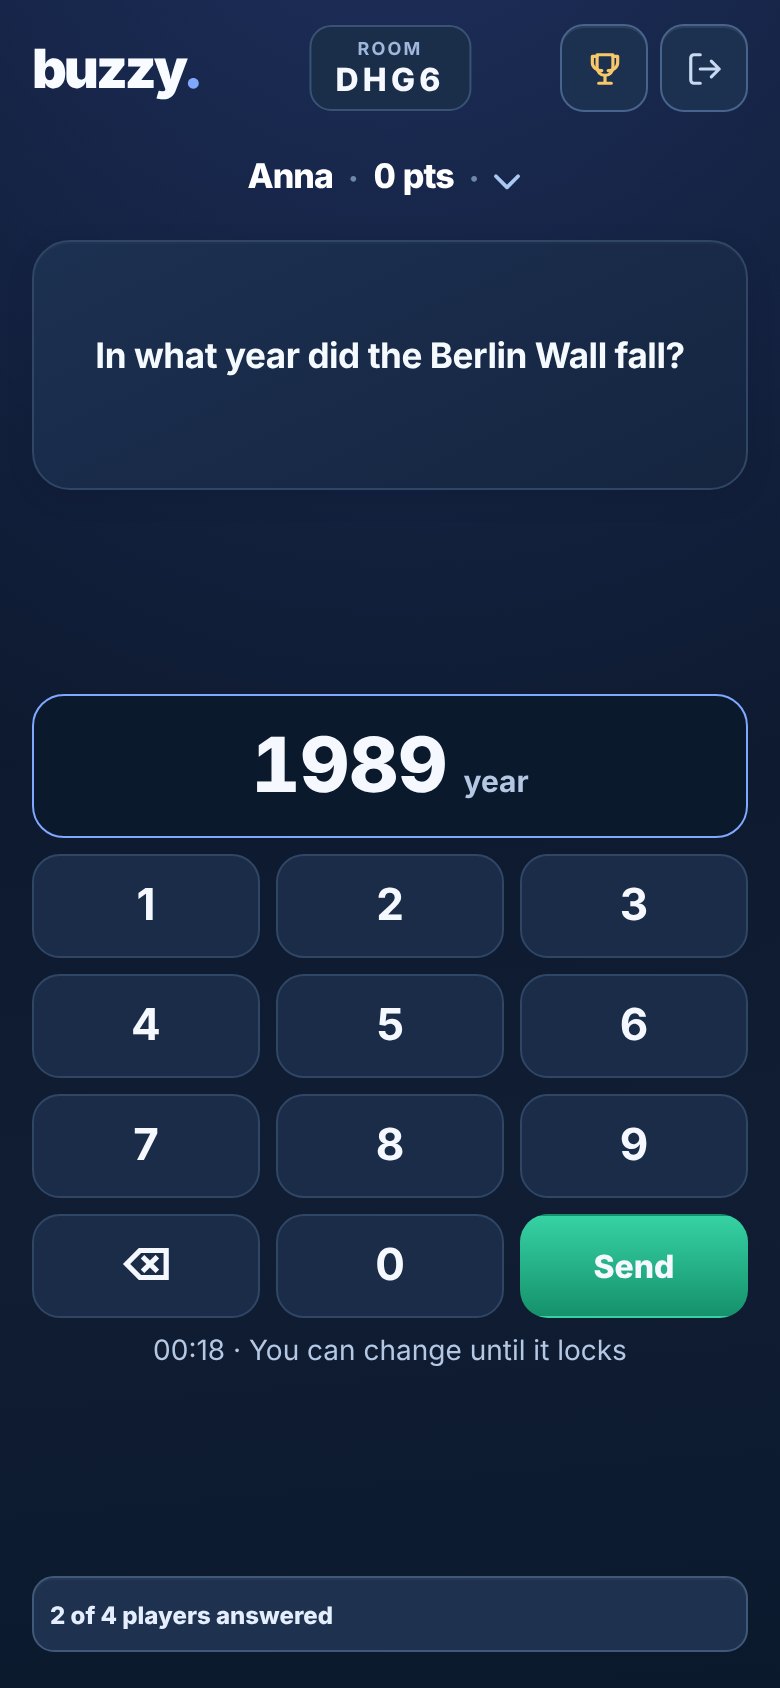 buzzy.
ROOM
DHG6
Anna · 0 pts ·
In what year did the Berlin Wall fall?
1989 year
1 2 3
4 5 6
7 8 9
0 Send
00:18 · You can change until it locks
2 of 4 players answered